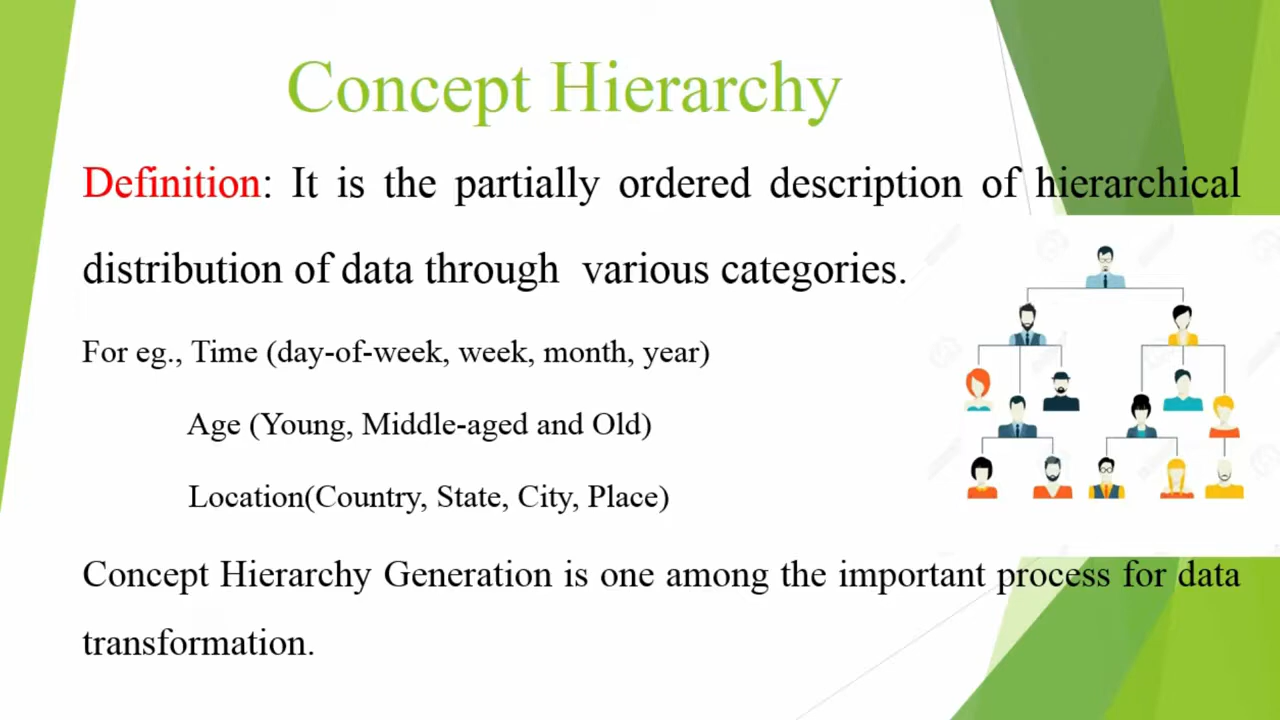 Concept Hierarchy
Definition: It is the partially ordered description of hierarchical
distribution of data through various categories.
For eg., Time (day-of-week, week, month, year)
Age (Young, Middle-aged and Old)
Location(Country, State, City, Place)
Concept Hierarchy Generation is one among the important process for data
transformation.